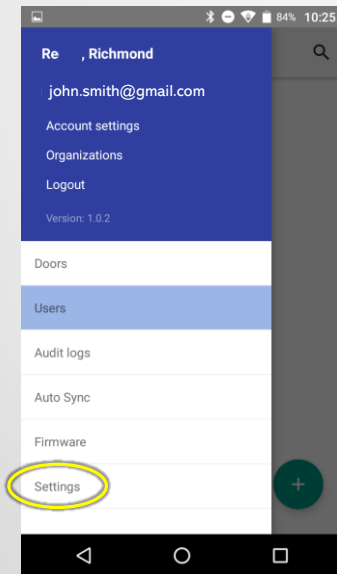 84% 10:25
Re , Richmond
john.smith@gmail.com
Account settings
Organizations
Logout
Version: 1.0.2
Doors
Users
Audit logs
Auto Sync
Firmware
Settings